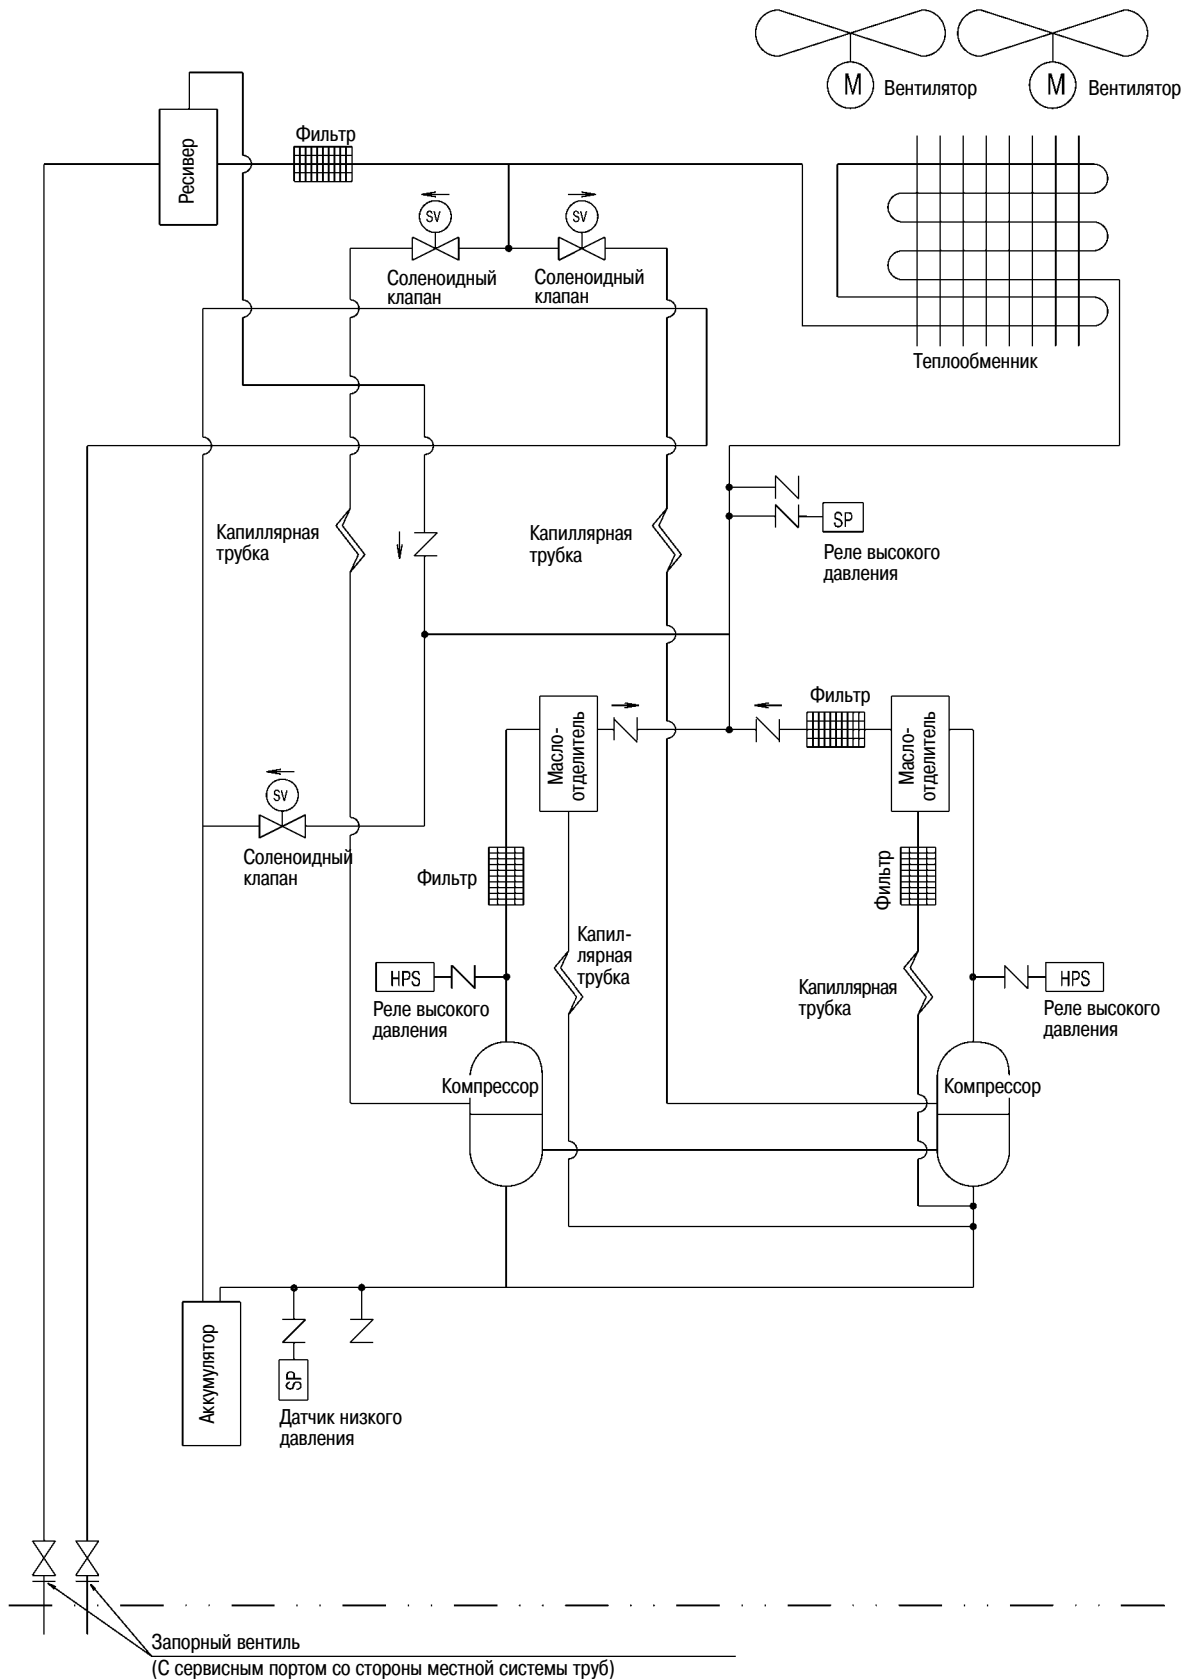 M
Вентилятор
M
Вентилятор
Ресивер
Фильтр
SV
SV
Соленоидный
клапан
Соленоидный
клапан
Теплообменник
Капиллярная
трубка
Капиллярная
трубка
SP
Реле высокого
давления
Масло-
отделитель
Фильтр
Масло-
отделитель
SV
Соленоидный
клапан
Фильтр
Фильтр
Капил-
лярная
трубка
HPS
Реле высокого
давления
Капиллярная
трубка
HPS
Реле высокого
давления
Компрессор
Компрессор
Аккумулятор
SP
Датчик низкого
давления
Запорный вентиль
(С сервисным портом со стороны местной системы труб)